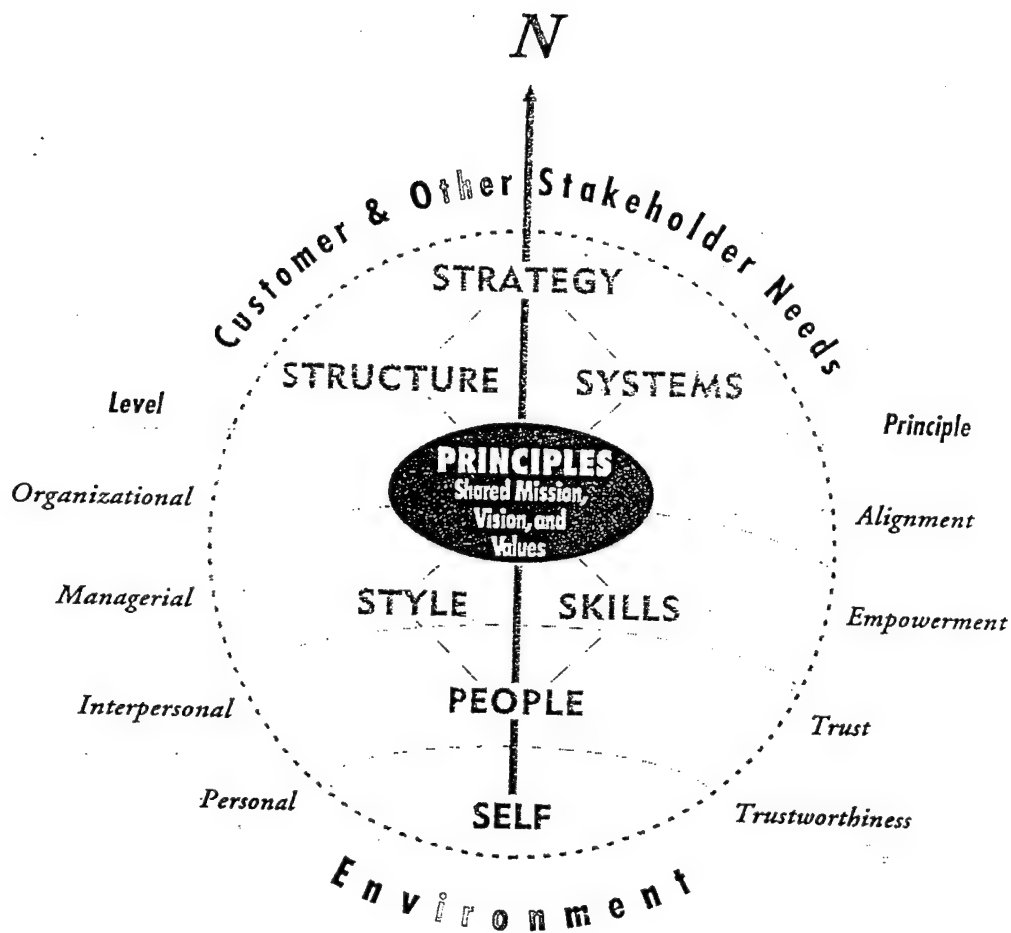 N
Customer & Other Stakeholder Needs
STRATEGY
STRUCTURE SYSTEMS
Level
Principle
PRINCIPLES
Shared Mission,
Vision, and
Values
Organizational
Alignment
Managerial
STYLE SKILLS
Empowerment
Interpersonal
PEOPLE
Trust
Personal
SELF
Trustworthiness
Environment